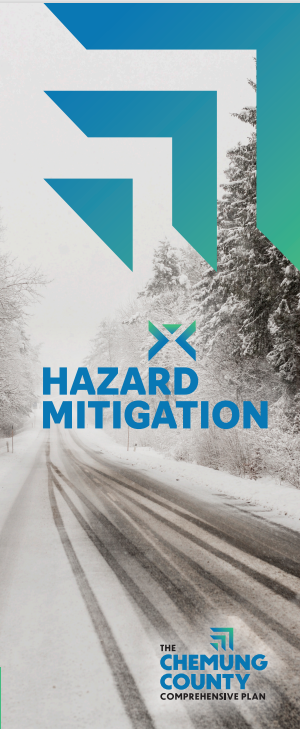 HAZARD
MITIGATION
THE
CHEMUNG
COUNTY
COMPREHENSIVE PLAN